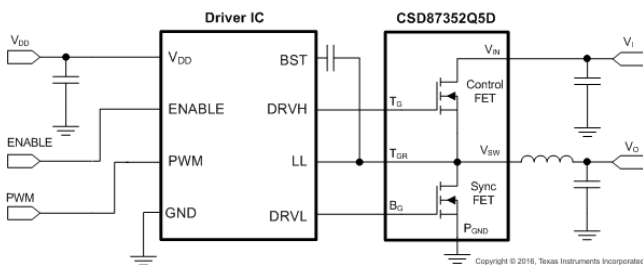 Driver IC
CSD87352Q5D
VDD
VDD
BST
VIN
VI
Control
FET
ENABLE
DRVH
TG
ENABLE
PWM
LL
TGR
VSW
VO
PWM
Sync
FET
GND
DRVL
BG
PGND
Copyright © 2016, Texas Instruments Incorporated